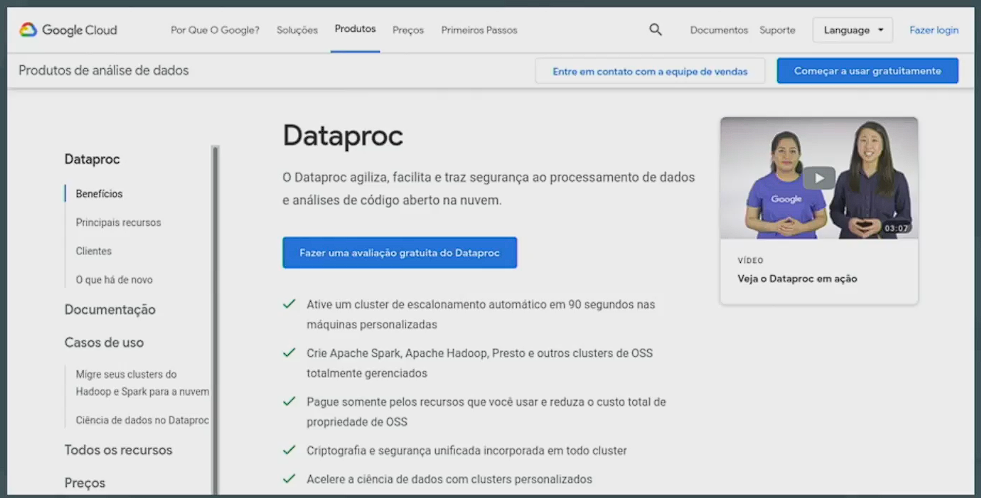 Google Cloud
Por Que O Google?
Soluções
Produtos
Preços
Primeiros Passos
Documentos
Suporte
Language
Fazer login
Produtos de análise de dados
Entre em contato com a equipe de vendas
Começar a usar gratuitamente
Dataproc
Benefícios
Principais recursos
Clientes
O que há de novo
Documentação
Casos de uso
Migre seus clusters do
Hadoop e Spark para a nuvem
Ciência de dados no Dataproc
Todos os recursos
Preços
Dataproc
O Dataproc agiliza, facilita e traz segurança ao processamento de dados
e análises de código aberto na nuvem.
Fazer uma avaliação gratuita do Dataproc
Ative um cluster de escalonamento automático em 90 segundos nas
máquinas personalizadas
Crie Apache Spark, Apache Hadoop, Presto e outros clusters de OSS
totalmente gerenciados
Pague somente pelos recursos que você usar e reduza o custo total de
propriedade de OSS
Criptografia e segurança unificada incorporada em todo cluster
Acelere a ciência de dados com clusters personalizados
Google
03:07
VÍDEO
Veja o Dataproc em ação